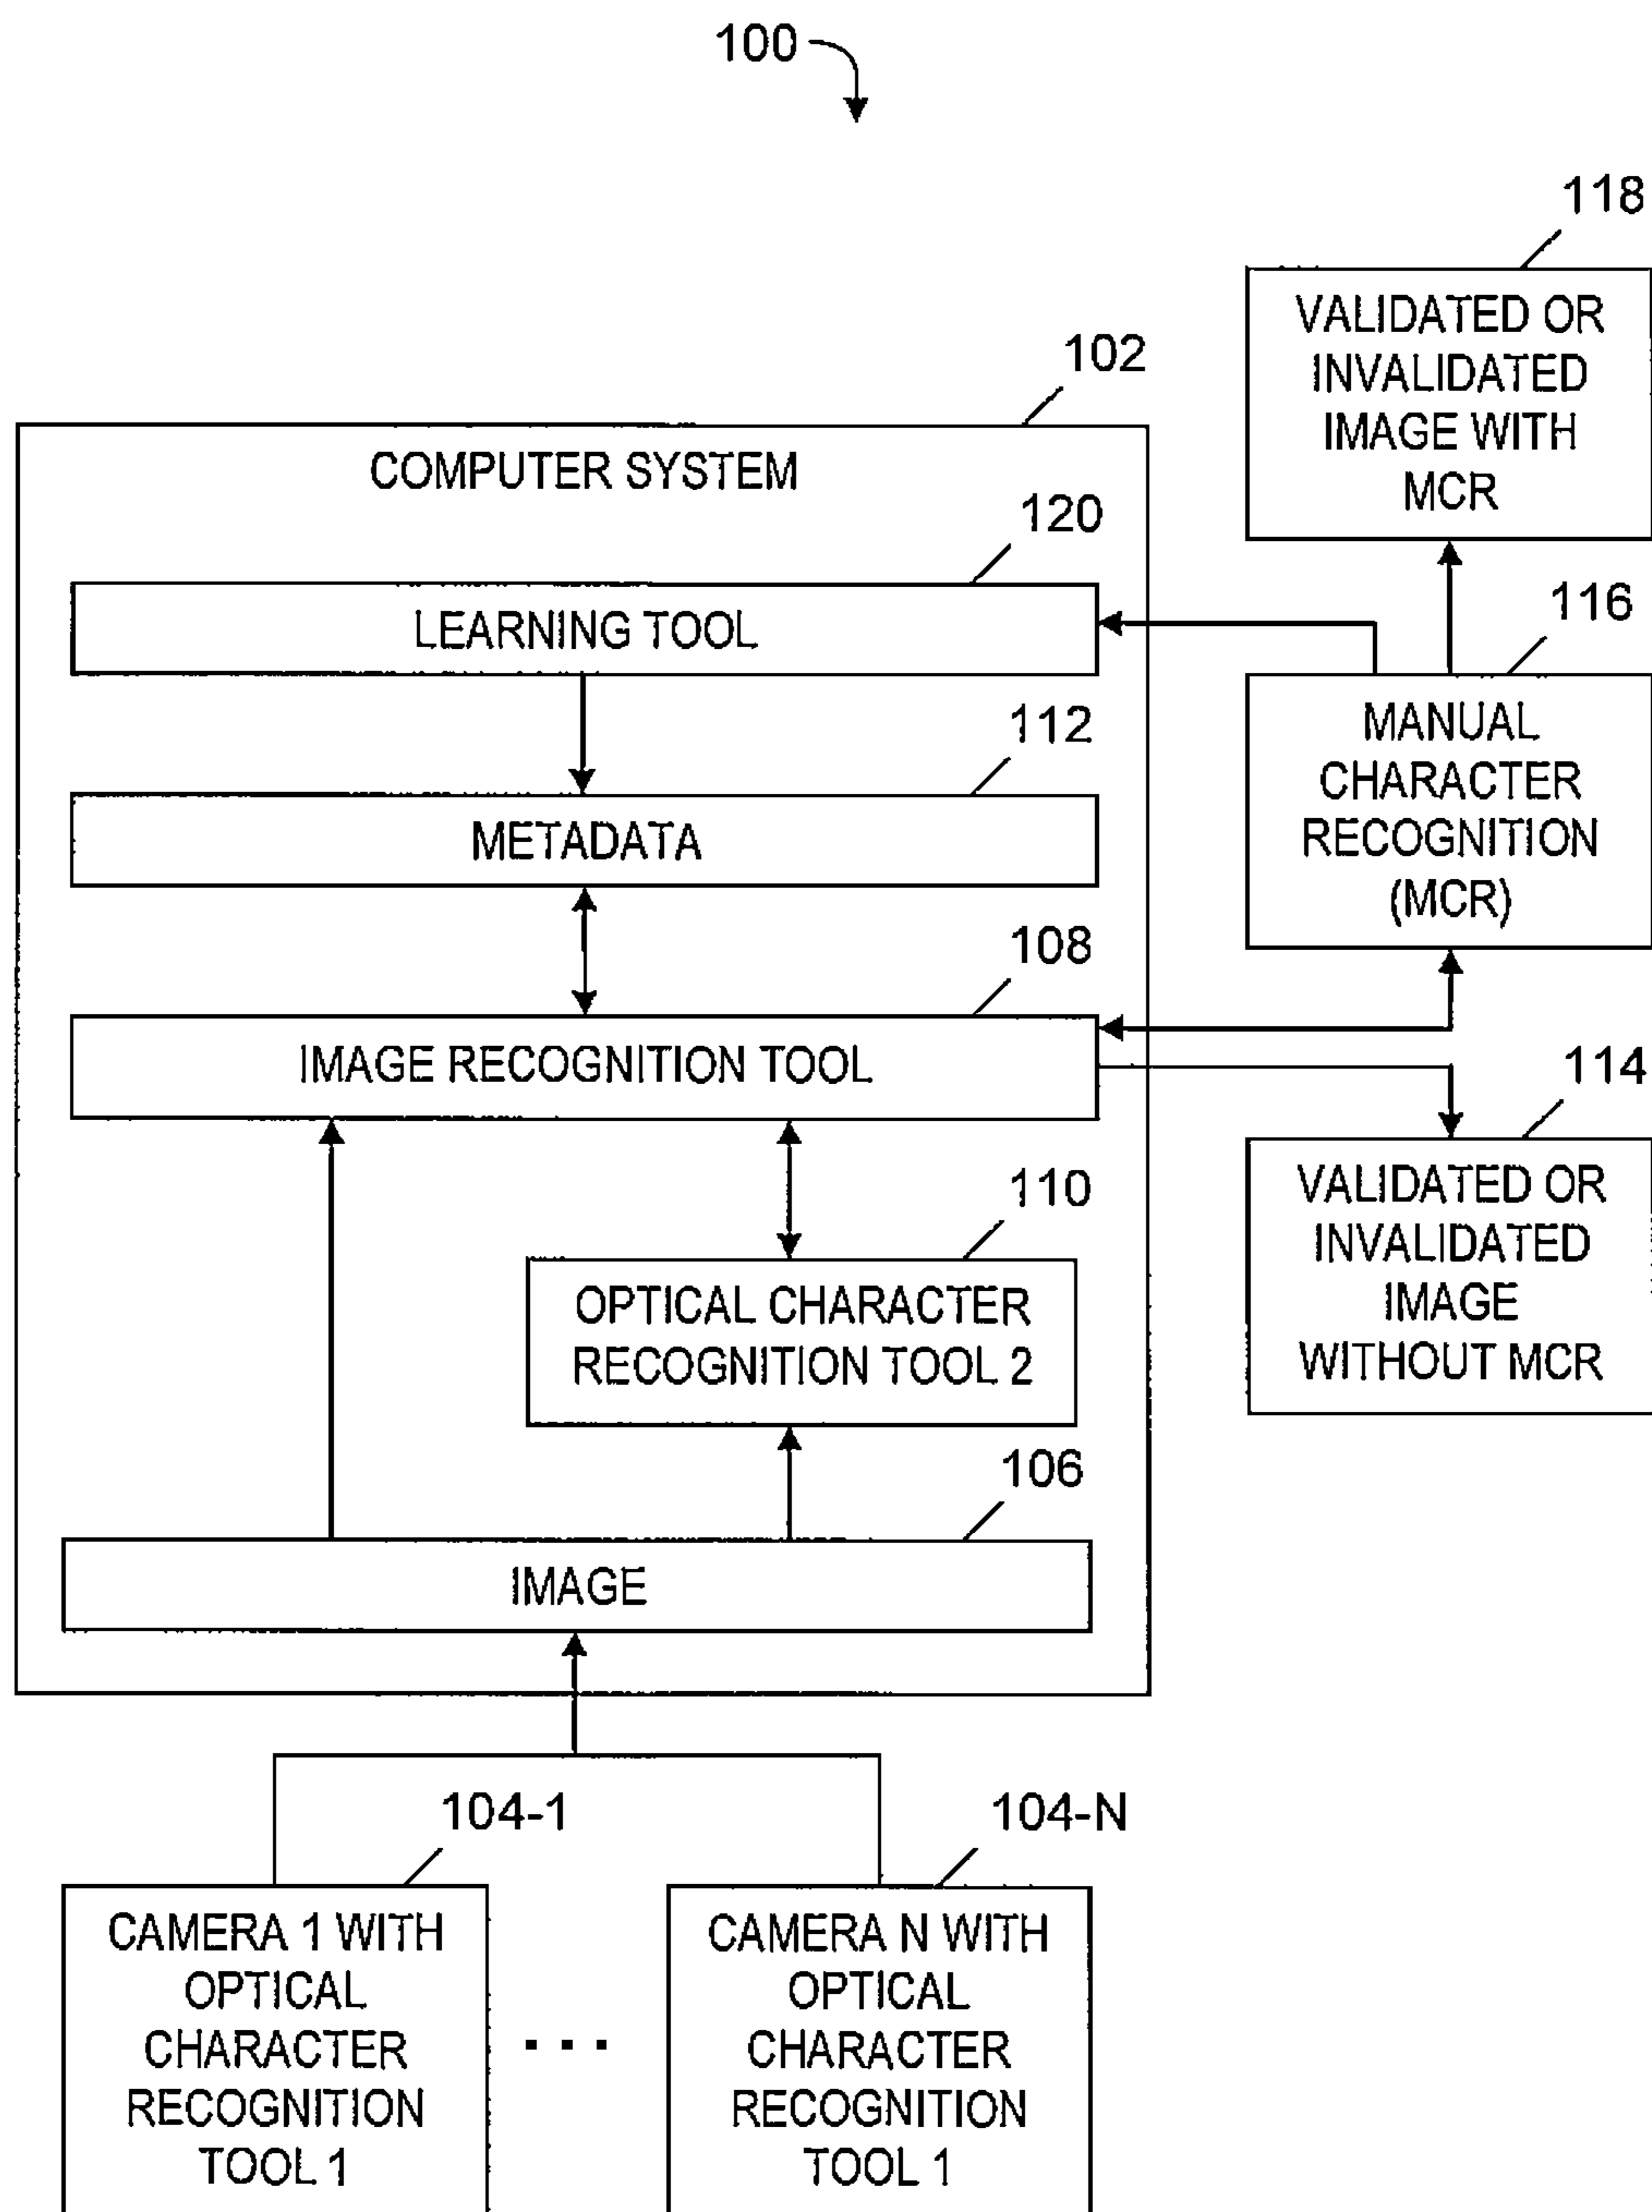 100
118
VALIDATED OR
INVALIDATED
IMAGE WITH
MCR
102
COMPUTER SYSTEM
120
LEARNING TOOL
116
MANUAL
CHARACTER
RECOGNITION
(MCR)
112
METADATA
108
IMAGE RECOGNITION TOOL
114
VALIDATED OR
INVALIDATED
IMAGE
WITHOUT MCR
110
OPTICAL CHARACTER
RECOGNITION TOOL 2
106
IMAGE
104-1
CAMERA 1 WITH
OPTICAL
CHARACTER
RECOGNITION
TOOL 1
. . .
104-N
CAMERA N WITH
OPTICAL
CHARACTER
RECOGNITION
TOOL 1